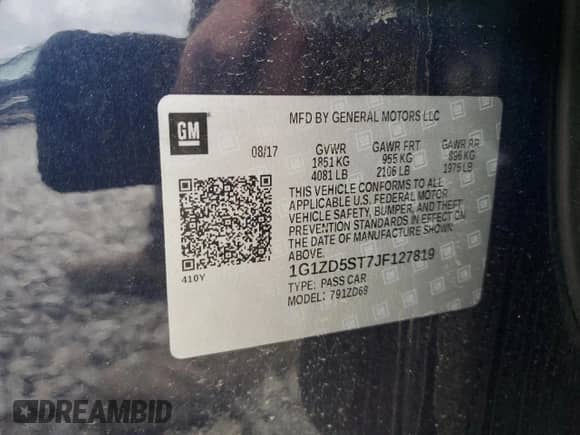 GM
MFD BY GENERAL MOTORS LLC
08/17
GVWR GAWR FRT GAWR RR
1851 KG 955 KG 896 KG
4081 LB 2106 LB 1975 LB
THIS VEHICLE CONFORMS TO ALL
APPLICABLE U.S. FEDERAL MOTOR
VEHICLE SAFETY, BUMPER, AND THEFT
PREVENTION STANDARDS IN EFFECT ON
THE DATE OF MANUFACTURE SHOWN
ABOVE.
1G1ZD5ST7JF127819
TYPE: PASS CAR
MODEL: 791ZD69
410Y
DREAMBID